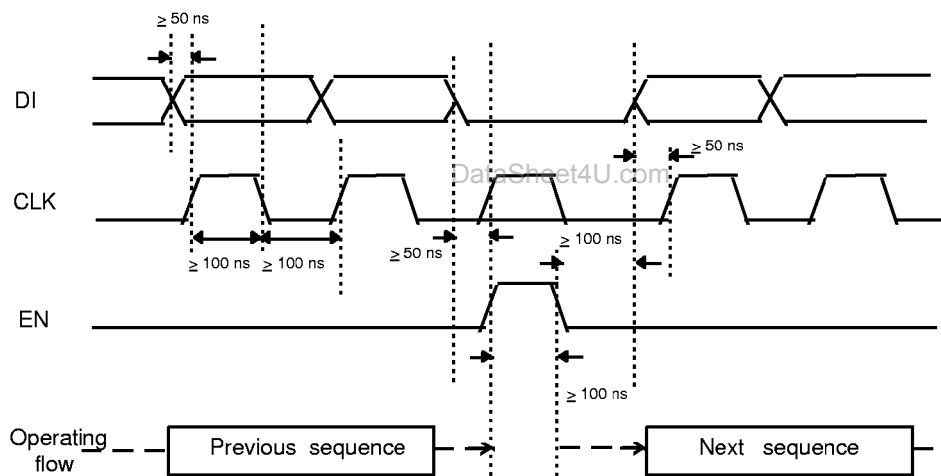 ≥ 50 ns
DI
≥ 50 ns
DataSheet4U.com
CLK
≥ 100 ns
≥ 100 ns
≥ 50 ns
≥ 100 ns
EN
≥ 100 ns
Operating
flow
Previous sequence
Next sequence